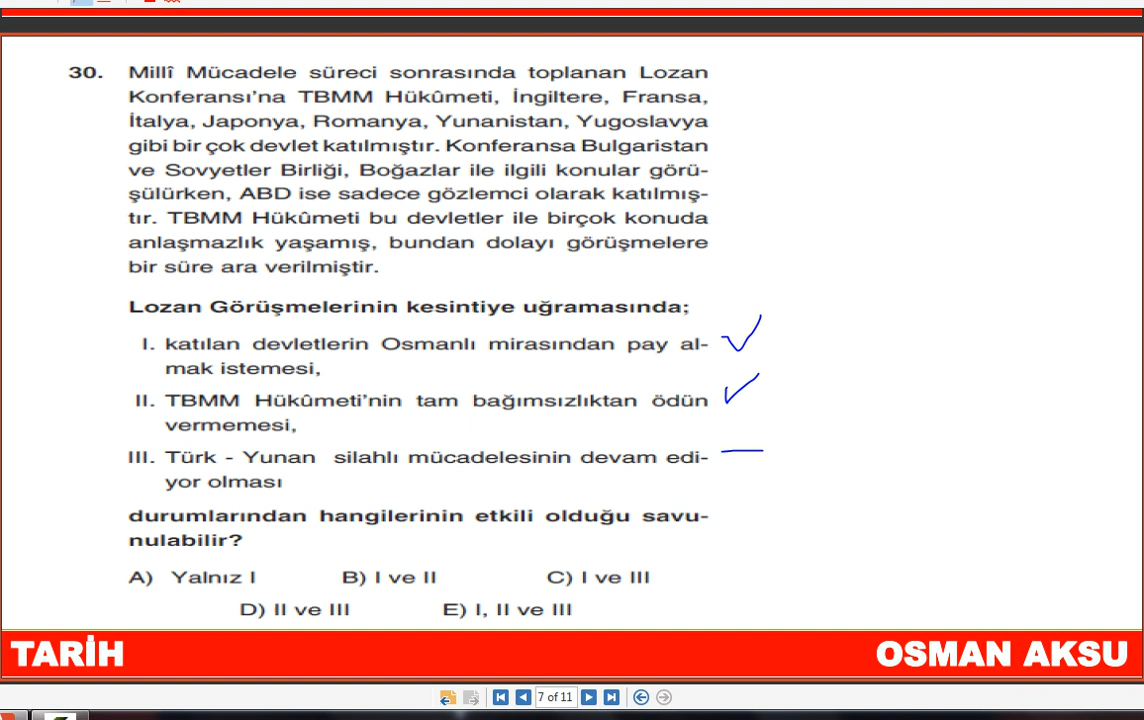 30. Millî Mücadele süreci sonrasında toplanan Lozan
Konferansı'na TBMM Hükûmeti, İngiltere, Fransa,
İtalya, Japonya, Romanya, Yunanistan, Yugoslavya
gibi bir çok devlet katılmıştır. Konferansa Bulgaristan
ve Sovyetler Birliği, Boğazlar ile ilgili konular görü-
şülürken, ABD ise sadece gözlemci olarak katılmış-
tır. TBMM Hükûmeti bu devletler ile birçok konuda
anlaşmazlık yaşamış, bundan dolayı görüşmelere
bir süre ara verilmiştir.
Lozan Görüşmelerinin kesintiye uğramasında;
I. katılan devletlerin Osmanlı mirasından pay al-
mak istemesi,
II. TBMM Hükûmeti'nin tam bağımsızlıktan ödün
vermemesi,
III. Türk - Yunan silahlı mücadelesinin devam edi-
yor olması
durumlarından hangilerinin etkili olduğu savu-
nulabilir?
A) Yalnız I B) I ve II C) I ve III
D) II ve III E) I, II ve III
TARİH OSMAN AKSU
7 of 11